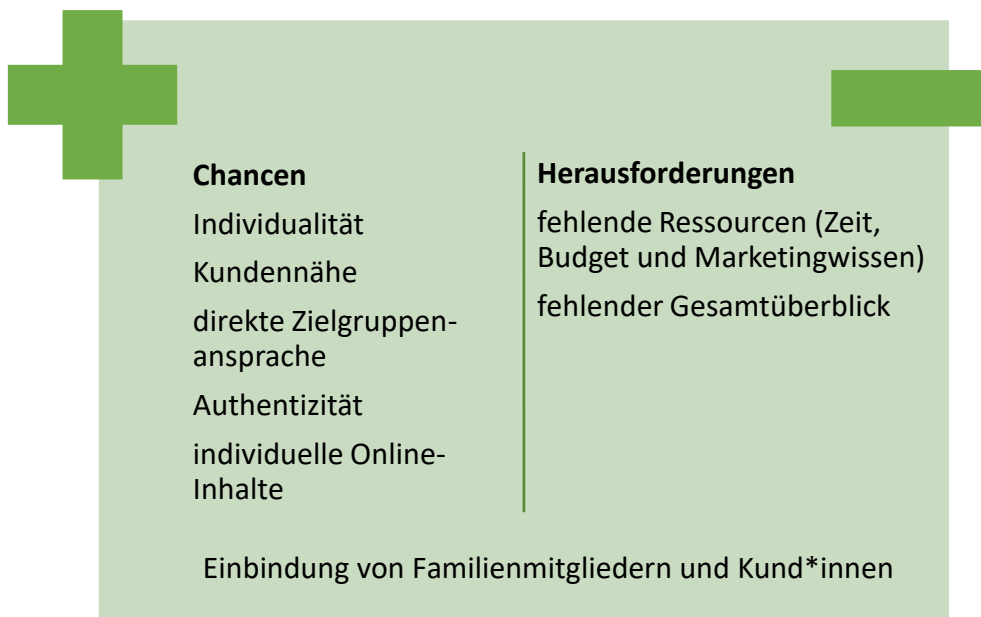 Chancen
Individualität
Kundennähe
direkte Zielgruppen-
ansprache
Authentizität
individuelle Online-
Inhalte
Herausforderungen
fehlende Ressourcen (Zeit,
Budget und Marketingwissen)
fehlender Gesamtüberblick
Einbindung von Familienmitgliedern und Kund*innen